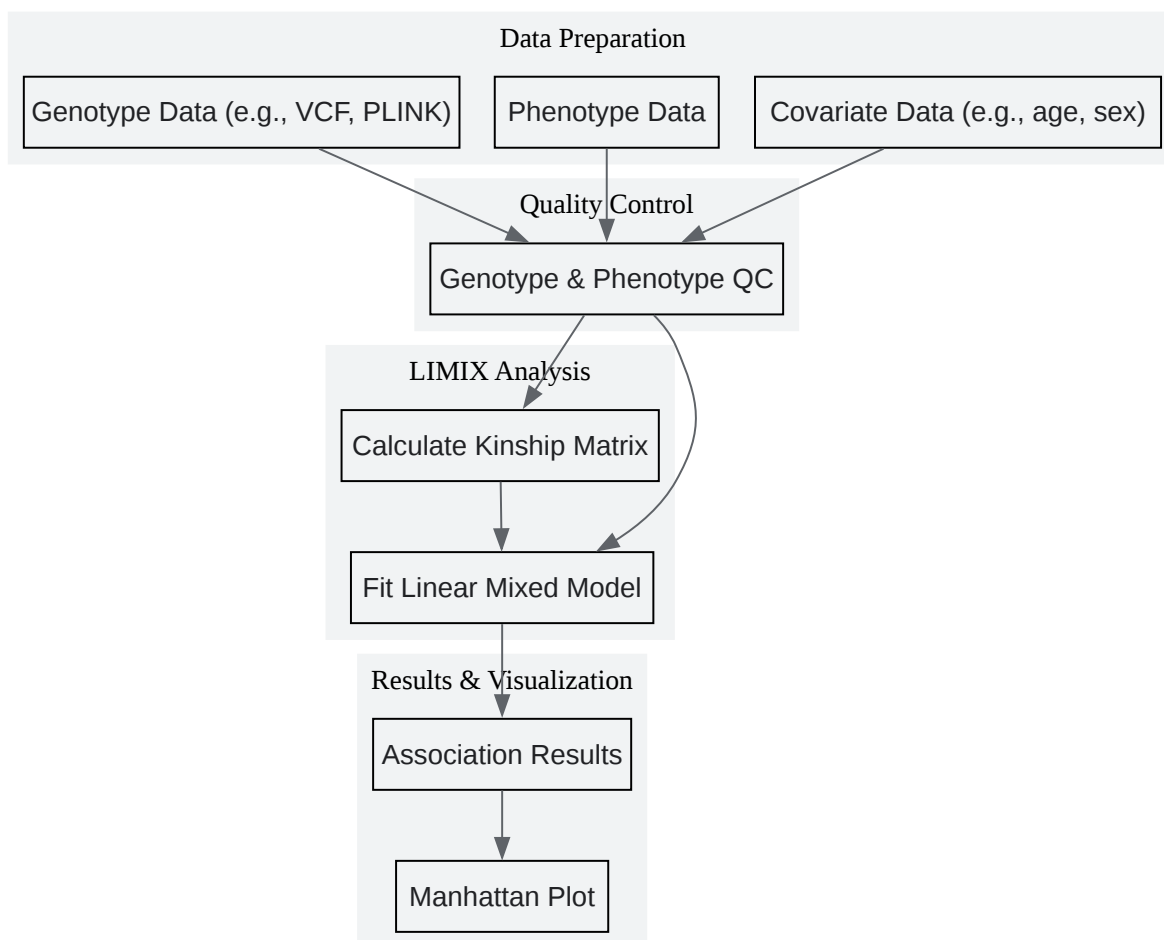 Data Preparation
Genotype Data (e.g., VCF, PLINK)
Phenotype Data
Covariate Data (e.g., age, sex)
Quality Control
Genotype & Phenotype QC
LIMIX Analysis
Calculate Kinship Matrix
Fit Linear Mixed Model
Results & Visualization
Association Results
Manhattan Plot